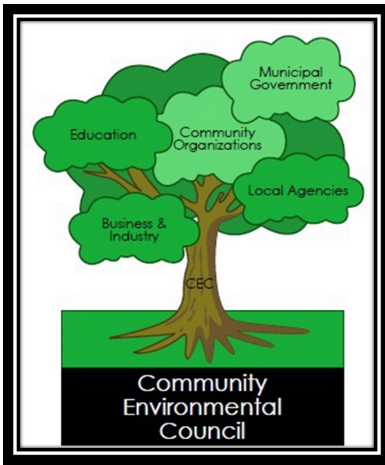 Municipal
Government
Education
Community
Organizations
Local Agencies
Business &
Industry
CEC
Community
Environmental
Council